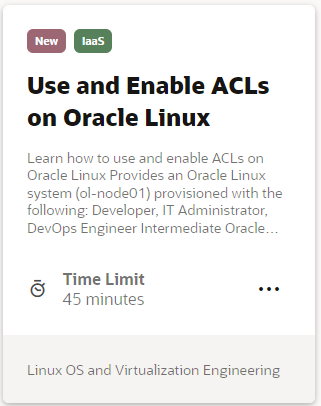 New IaaS
Use and Enable ACLs
on Oracle Linux
Learn how to use and enable ACLs on
Oracle Linux Provides an Oracle Linux
system (ol-node01) provisioned with the
following: Developer, IT Administrator,
DevOps Engineer Intermediate Oracle...
Time Limit
45 minutes
Linux OS and Virtualization Engineering